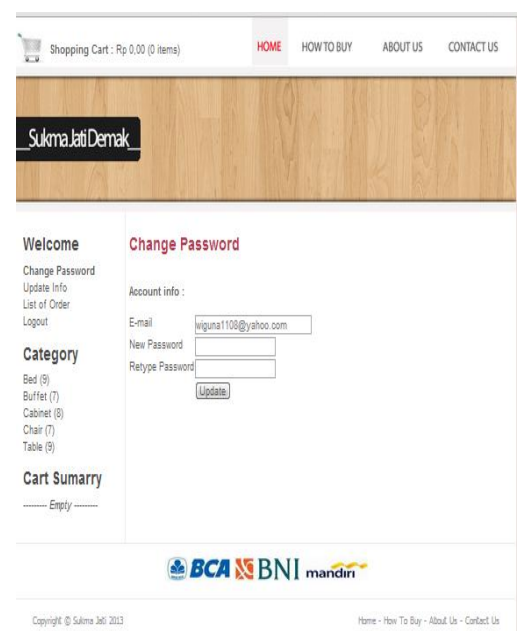 Shopping Cart : Rp 0,00 (0 items)
HOME HOW TO BUY ABOUT US CONTACT US
_Sukma Jati Demak_
Welcome
Change Password
Update Info
List of Order
Logout
Category
Bed (9)
Buffet (7)
Cabinet (8)
Chair (7)
Table (9)
Cart Sumarry
--------- Empty ---------
Change Password
Account info :
E-mail wiguna1108@yahoo.com
New Password
Retype Password
Update
BCA BNI mandiri
Copyright © Sukma Jati 2013
Home - How To Buy - About Us - Contact Us